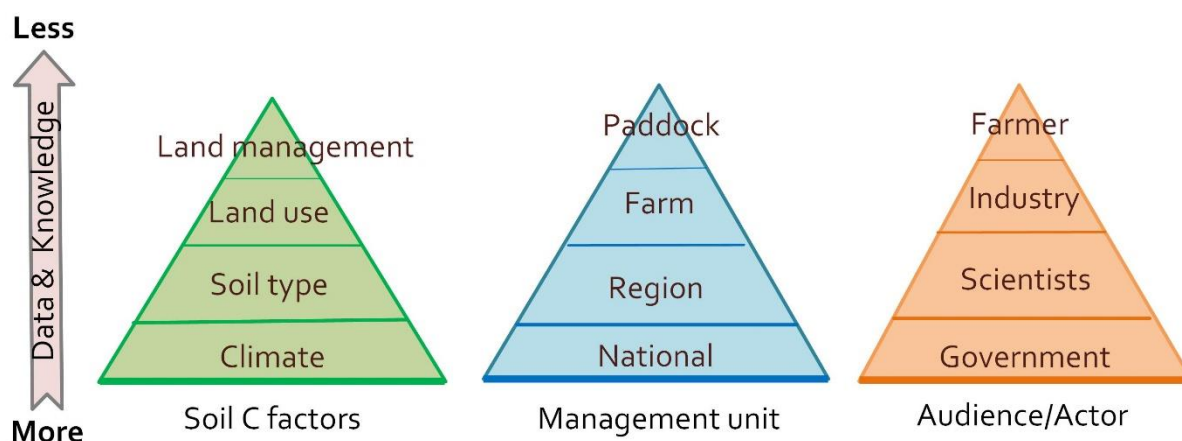 Less
Data & Knowledge
More
Land management
Land use
Soil type
Climate
Soil C factors
Paddock
Farm
Region
National
Management unit
Farmer
Industry
Scientists
Government
Audience/Actor